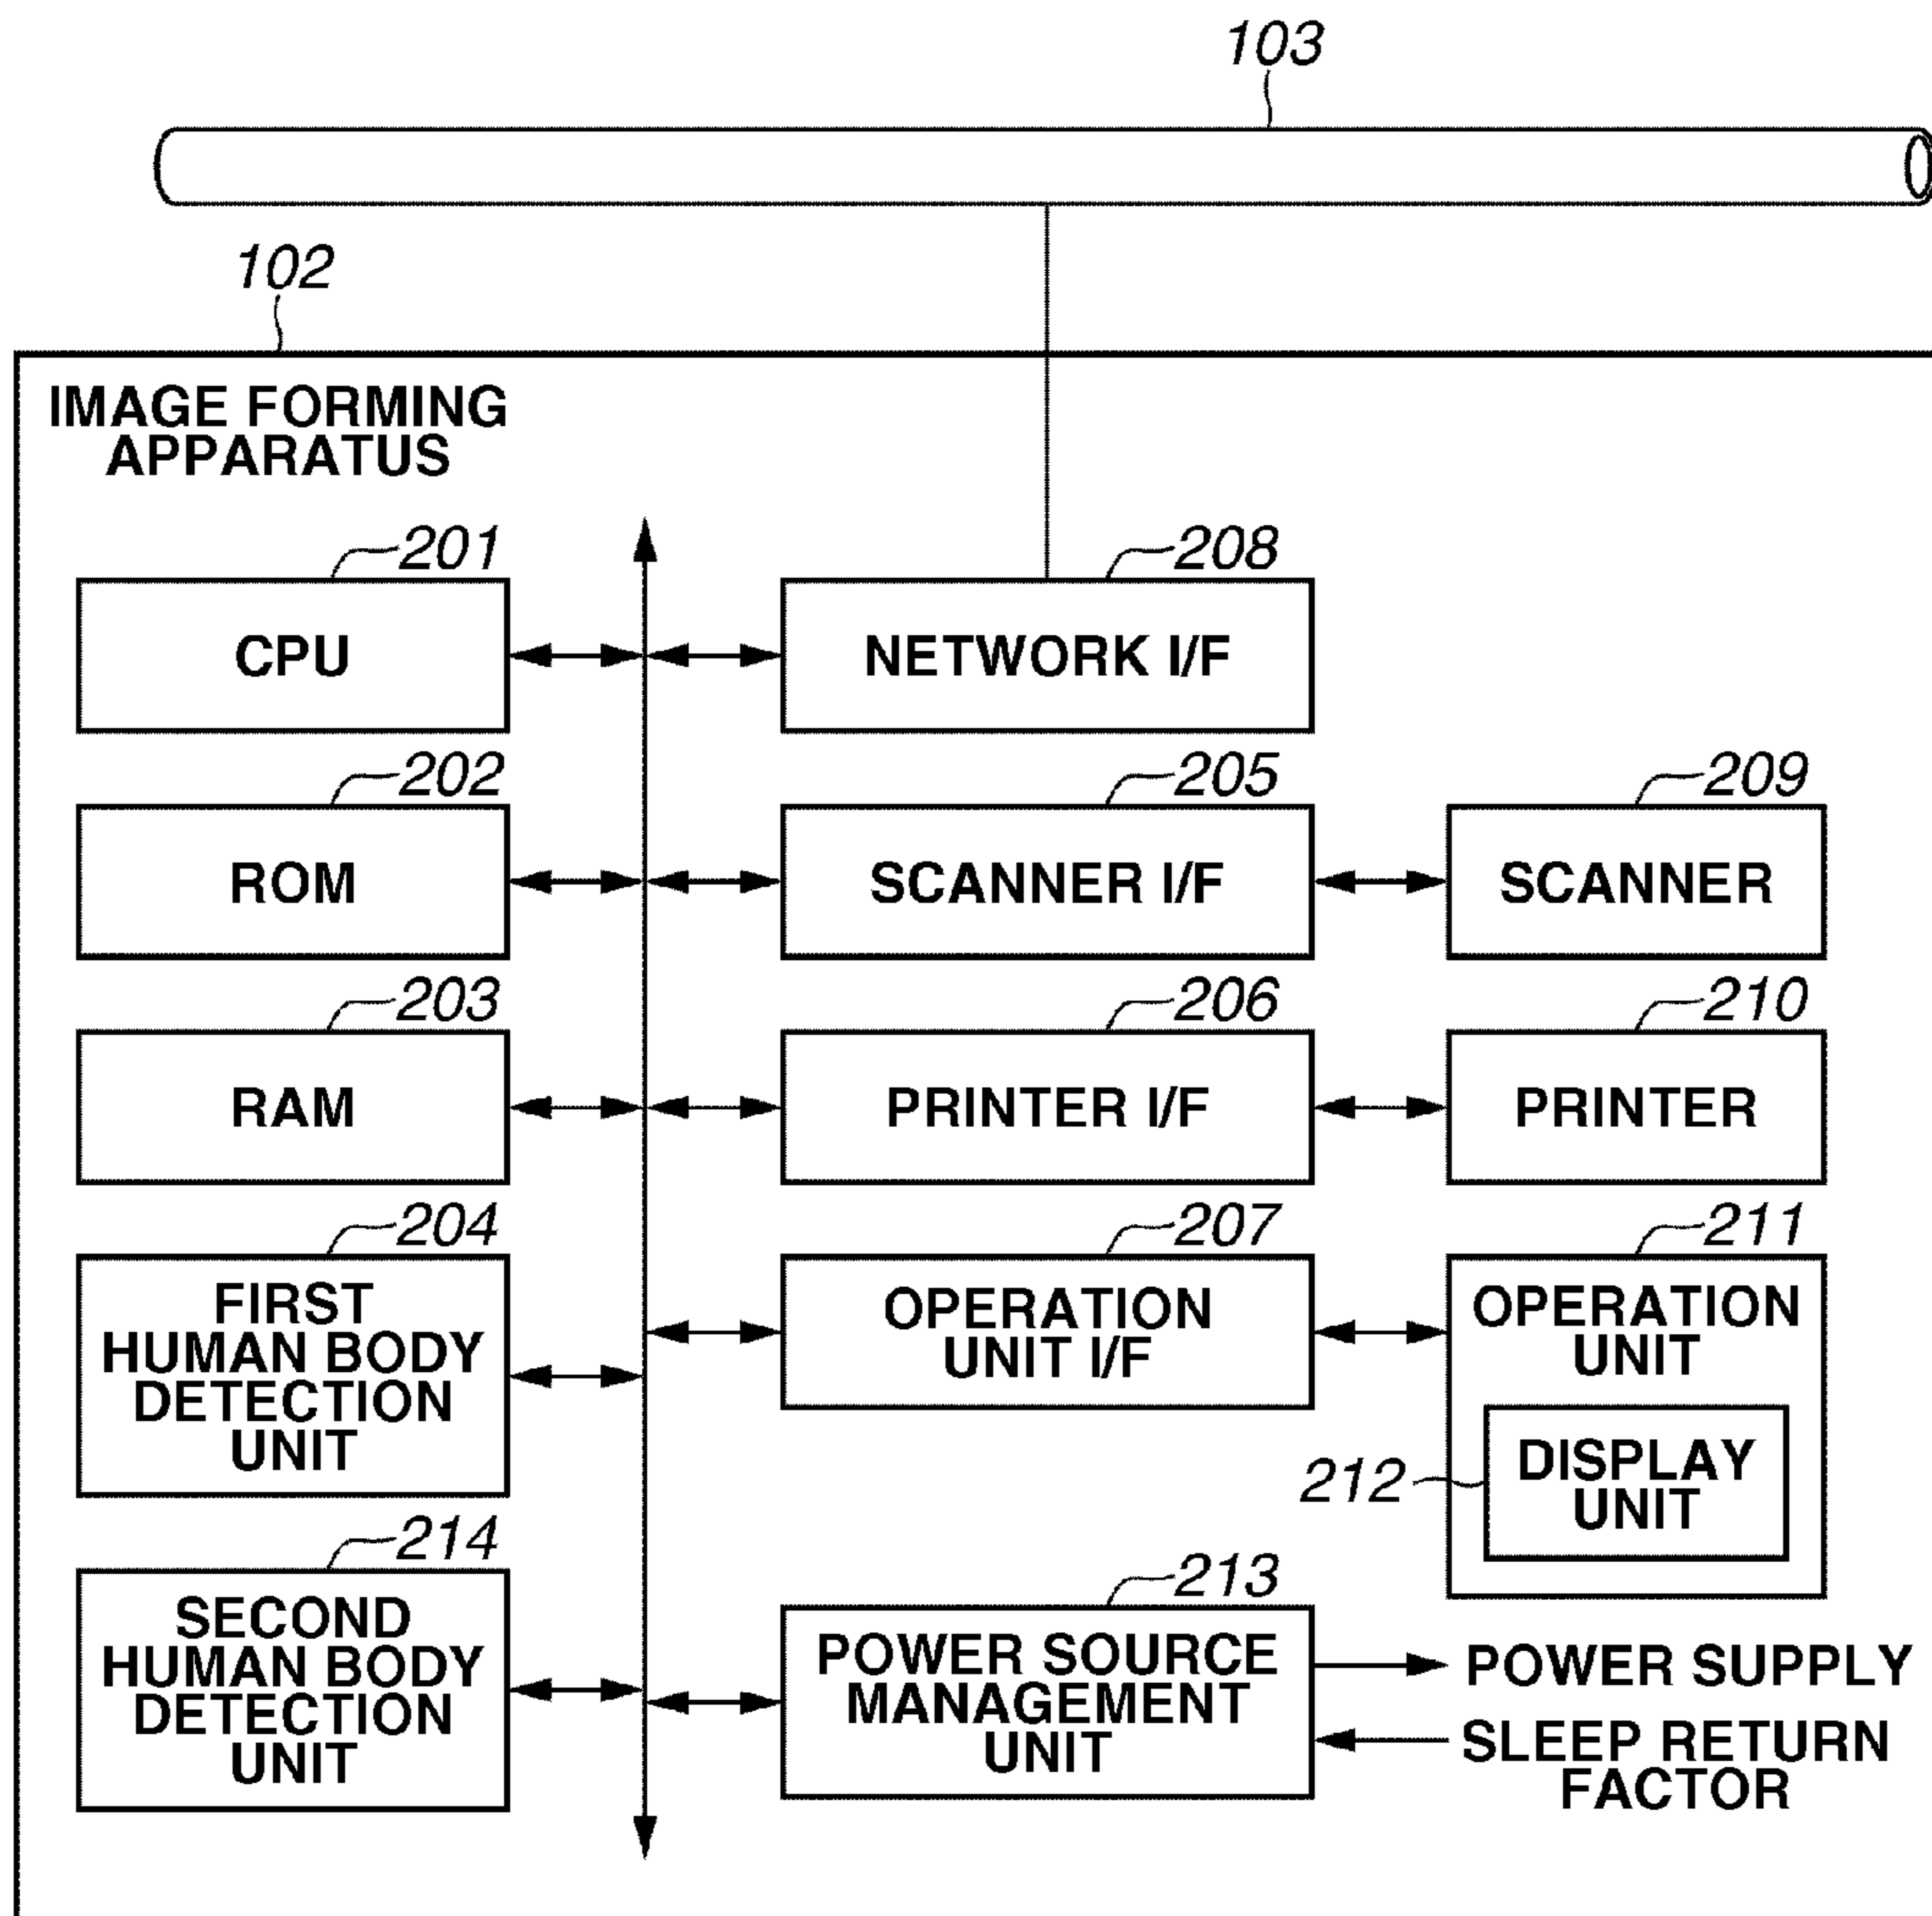 103
102
IMAGE FORMING
APPARATUS
201
CPU
208
NETWORK I/F
202
ROM
205
SCANNER I/F
209
SCANNER
203
RAM
206
PRINTER I/F
210
PRINTER
204
FIRST
HUMAN BODY
DETECTION
UNIT
207
OPERATION
UNIT I/F
211
OPERATION
UNIT
212
DISPLAY
UNIT
214
SECOND
HUMAN BODY
DETECTION
UNIT
213
POWER SOURCE
MANAGEMENT
UNIT
POWER SUPPLY
SLEEP RETURN
FACTOR